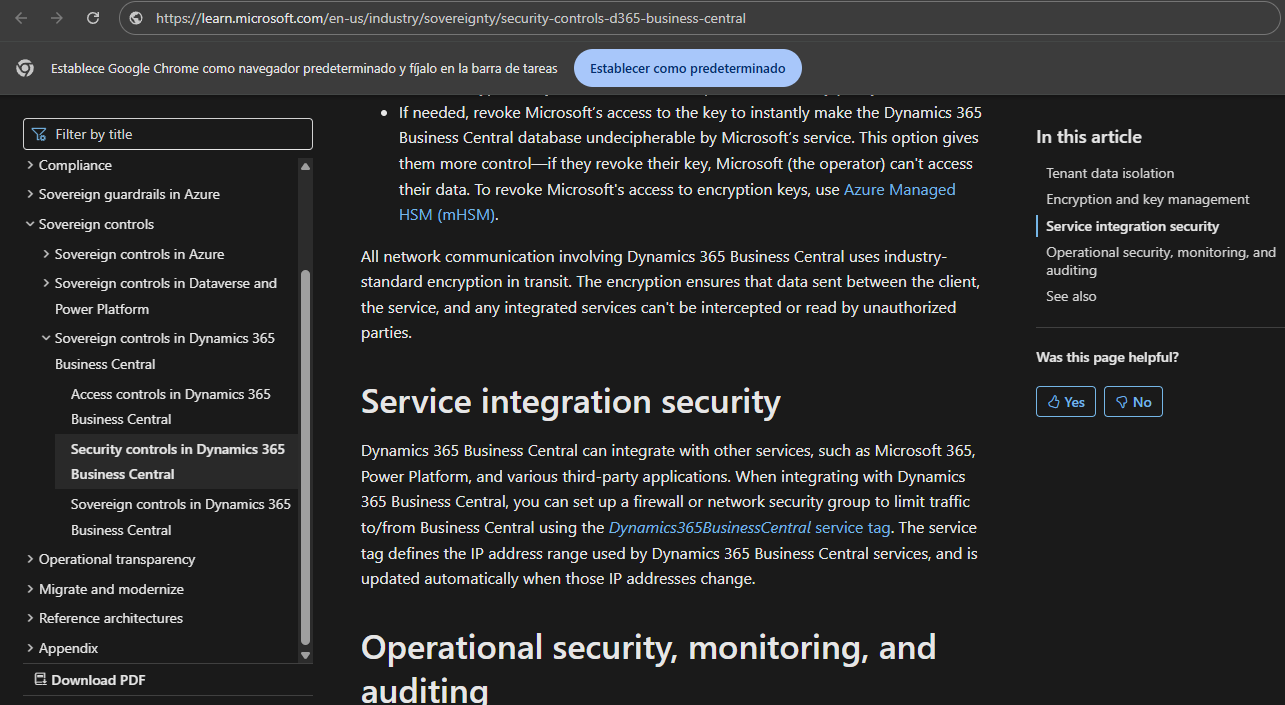 https://learn.microsoft.com/en-us/industry/sovereignty/security-controls-d365-business-central
Establece Google Chrome como navegador predeterminado y fíjalo en la barra de tareas
Establecer como predeterminado
Filter by title
Compliance
Sovereign guardrails in Azure
Sovereign controls
Sovereign controls in Azure
Sovereign controls in Dataverse and
Power Platform
Sovereign controls in Dynamics 365
Business Central
Access controls in Dynamics 365
Business Central
Security controls in Dynamics 365
Business Central
Sovereign controls in Dynamics 365
Business Central
Operational transparency
Migrate and modernize
Reference architectures
Appendix
Download PDF
• If needed, revoke Microsoft's access to the key to instantly make the Dynamics 365
Business Central database undecipherable by Microsoft's service. This option gives
them more control—if they revoke their key, Microsoft (the operator) can't access
their data. To revoke Microsoft's access to encryption keys, use Azure Managed
HSM (mHSM).
All network communication involving Dynamics 365 Business Central uses industry-
standard encryption in transit. The encryption ensures that data sent between the client,
the service, and any integrated services can't be intercepted or read by unauthorized
parties.
Service integration security
Dynamics 365 Business Central can integrate with other services, such as Microsoft 365,
Power Platform, and various third-party applications. When integrating with Dynamics
365 Business Central, you can set up a firewall or network security group to limit traffic
to/from Business Central using the Dynamics365BusinessCentral service tag. The service
tag defines the IP address range used by Dynamics 365 Business Central services, and is
updated automatically when those IP addresses change.
Operational security, monitoring, and
auditing
In this article
Tenant data isolation
Encryption and key management
Service integration security
Operational security, monitoring, and
auditing
See also
Was this page helpful?
Yes
No